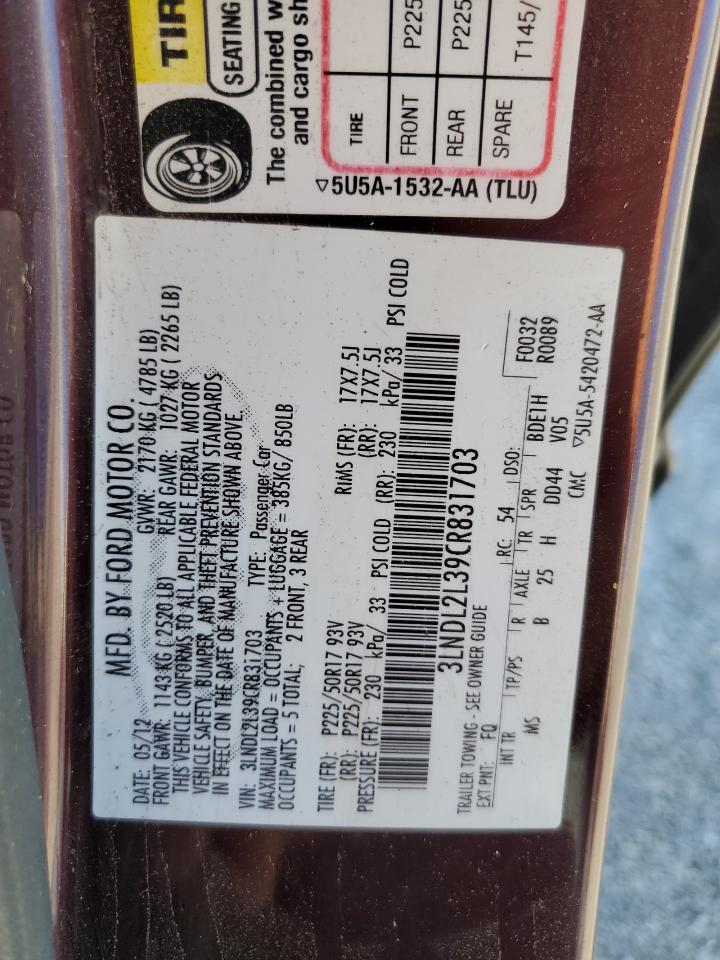 TIR
SEATING
The combined w
and cargo sh
TIRE
FRONT P225
REAR P225
SPARE T145/
▽5U5A-1532-AA (TLU)
MFD. BY FORD MOTOR CO.
DATE: 05/12 GVWR: 2170 KG ( 4785 LB)
FRONT GAWR: 1143 KG ( 2520 LB) REAR GAWR: 1027 KG ( 2265 LB)
THIS VEHICLE CONFORMS TO ALL APPLICABLE FEDERAL MOTOR
VEHICLE SAFETY, BUMPER, AND THEFT PREVENTION STANDARDS
IN EFFECT ON THE DATE OF MANUFACTURE SHOWN ABOVE.
VIN: 3LNDL2L39CR831703 TYPE: Passenger Car
MAXIMUM LOAD = OCCUPANTS + LUGGAGE = 385KG/ 850LB
OCCUPANTS = 5 TOTAL; 2 FRONT, 3 REAR
TIRE (FR): P225/50R17 93V RIMS (FR): 17X7.5J
(RR): P225/50R17 93V (RR): 17X7.5J
PRESSURE (FR): 230 kPa/ 33 PSI COLD (RR): 230 kPa/ 33 PSI COLD
3LNDL2L39CR831703
TRAILER TOWING - SEE OWNER GUIDE
EXT PNT: FQ RC: 54 DSO: F0032
INT TR TP/PS R AXLE TR SPR BDE1H R0089
MS B 25 H DD44 V05
CMC ▽5U5A-5420472-AA